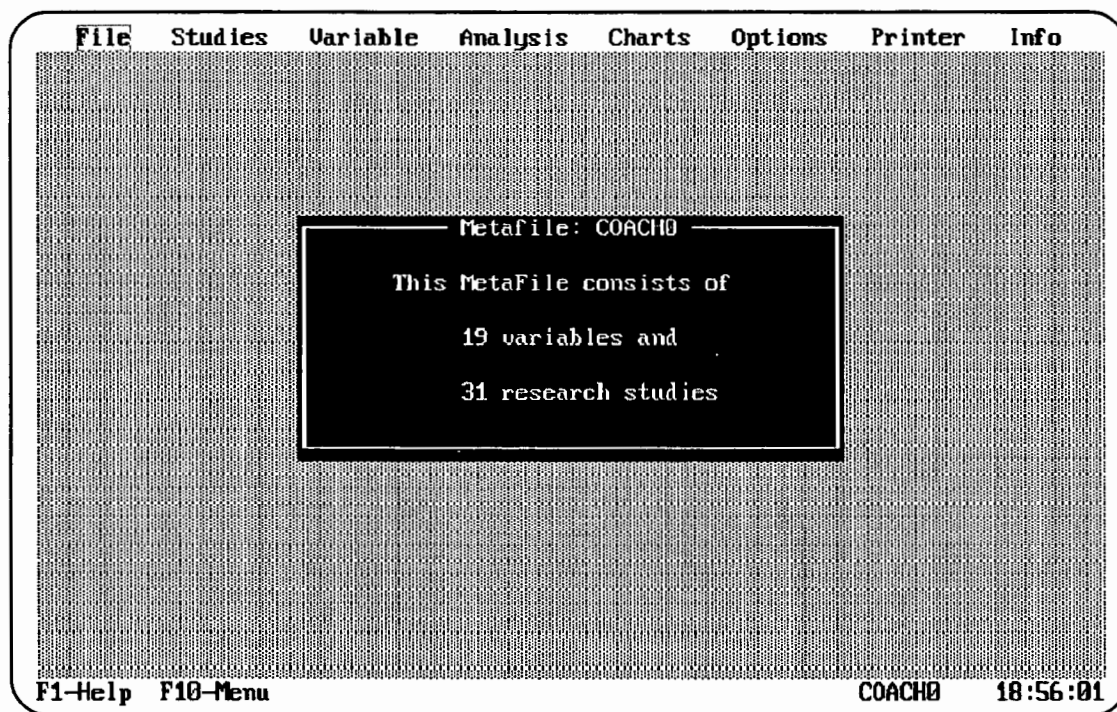 File Studies Variable Analysis Charts Options Printer Info
Metafile: COACH0
This MetaFile consists of
19 variables and
31 research studies
F1-Help F10-Menu COACH0 18:56:01